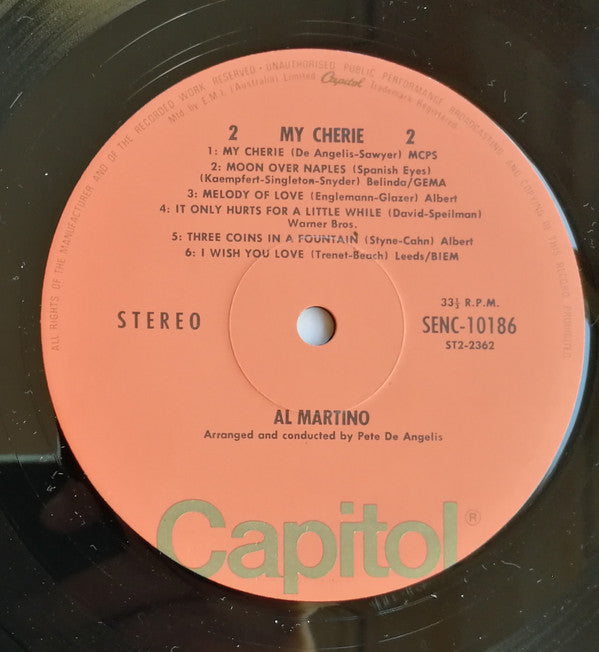 ALL RIGHTS OF THE MANUFACTURER AND OF THE RECORDED WORK RESERVED · UNAUTHORISED PUBLIC PERFORMANCE BROADCASTING AND COPYING OF THIS RECORD PROHIBITED
Mfd. by E.M.I. (Australia) Limited Capitol Trademark Registered
2 MY CHERIE 2
1: MY CHERIE (De Angelis-Sawyer) MCPS
2: MOON OVER NAPLES (Spanish Eyes)
(Kaempfert-Singleton-Snyder) Belinda/GEMA
3: MELODY OF LOVE (Englemann-Glazer) Albert
4: IT ONLY HURTS FOR A LITTLE WHILE (David-Speilman)
Warner Bros.
5: THREE COINS IN A FOUNTAIN (Styne-Cahn) Albert
6: I WISH YOU LOVE (Trenet-Beach) Leeds/BIEM
STEREO
33⅓ R.P.M.
SENC-10186
ST2-2362
AL MARTINO
Arranged and conducted by Pete De Angelis
Capitol®